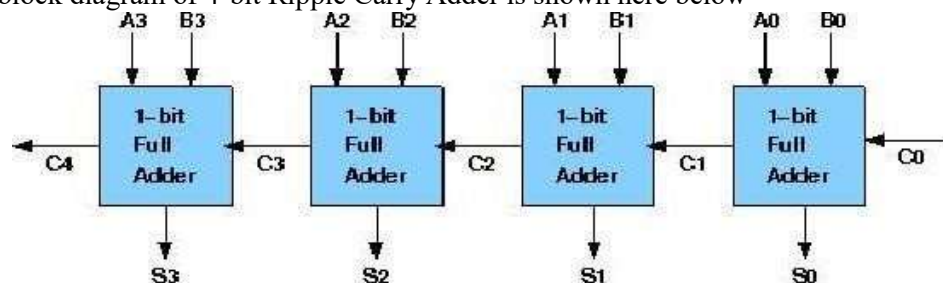 block diagram of 4-bit Ripple Carry Adder is shown here below
A3 B3 A2 B2 A1 B1 A0 B0
1-bit 1-bit 1-bit 1-bit
Full Full Full Full
C4 C3 C2 C1 C0
Adder Adder Adder Adder
S3 S2 S1 S0